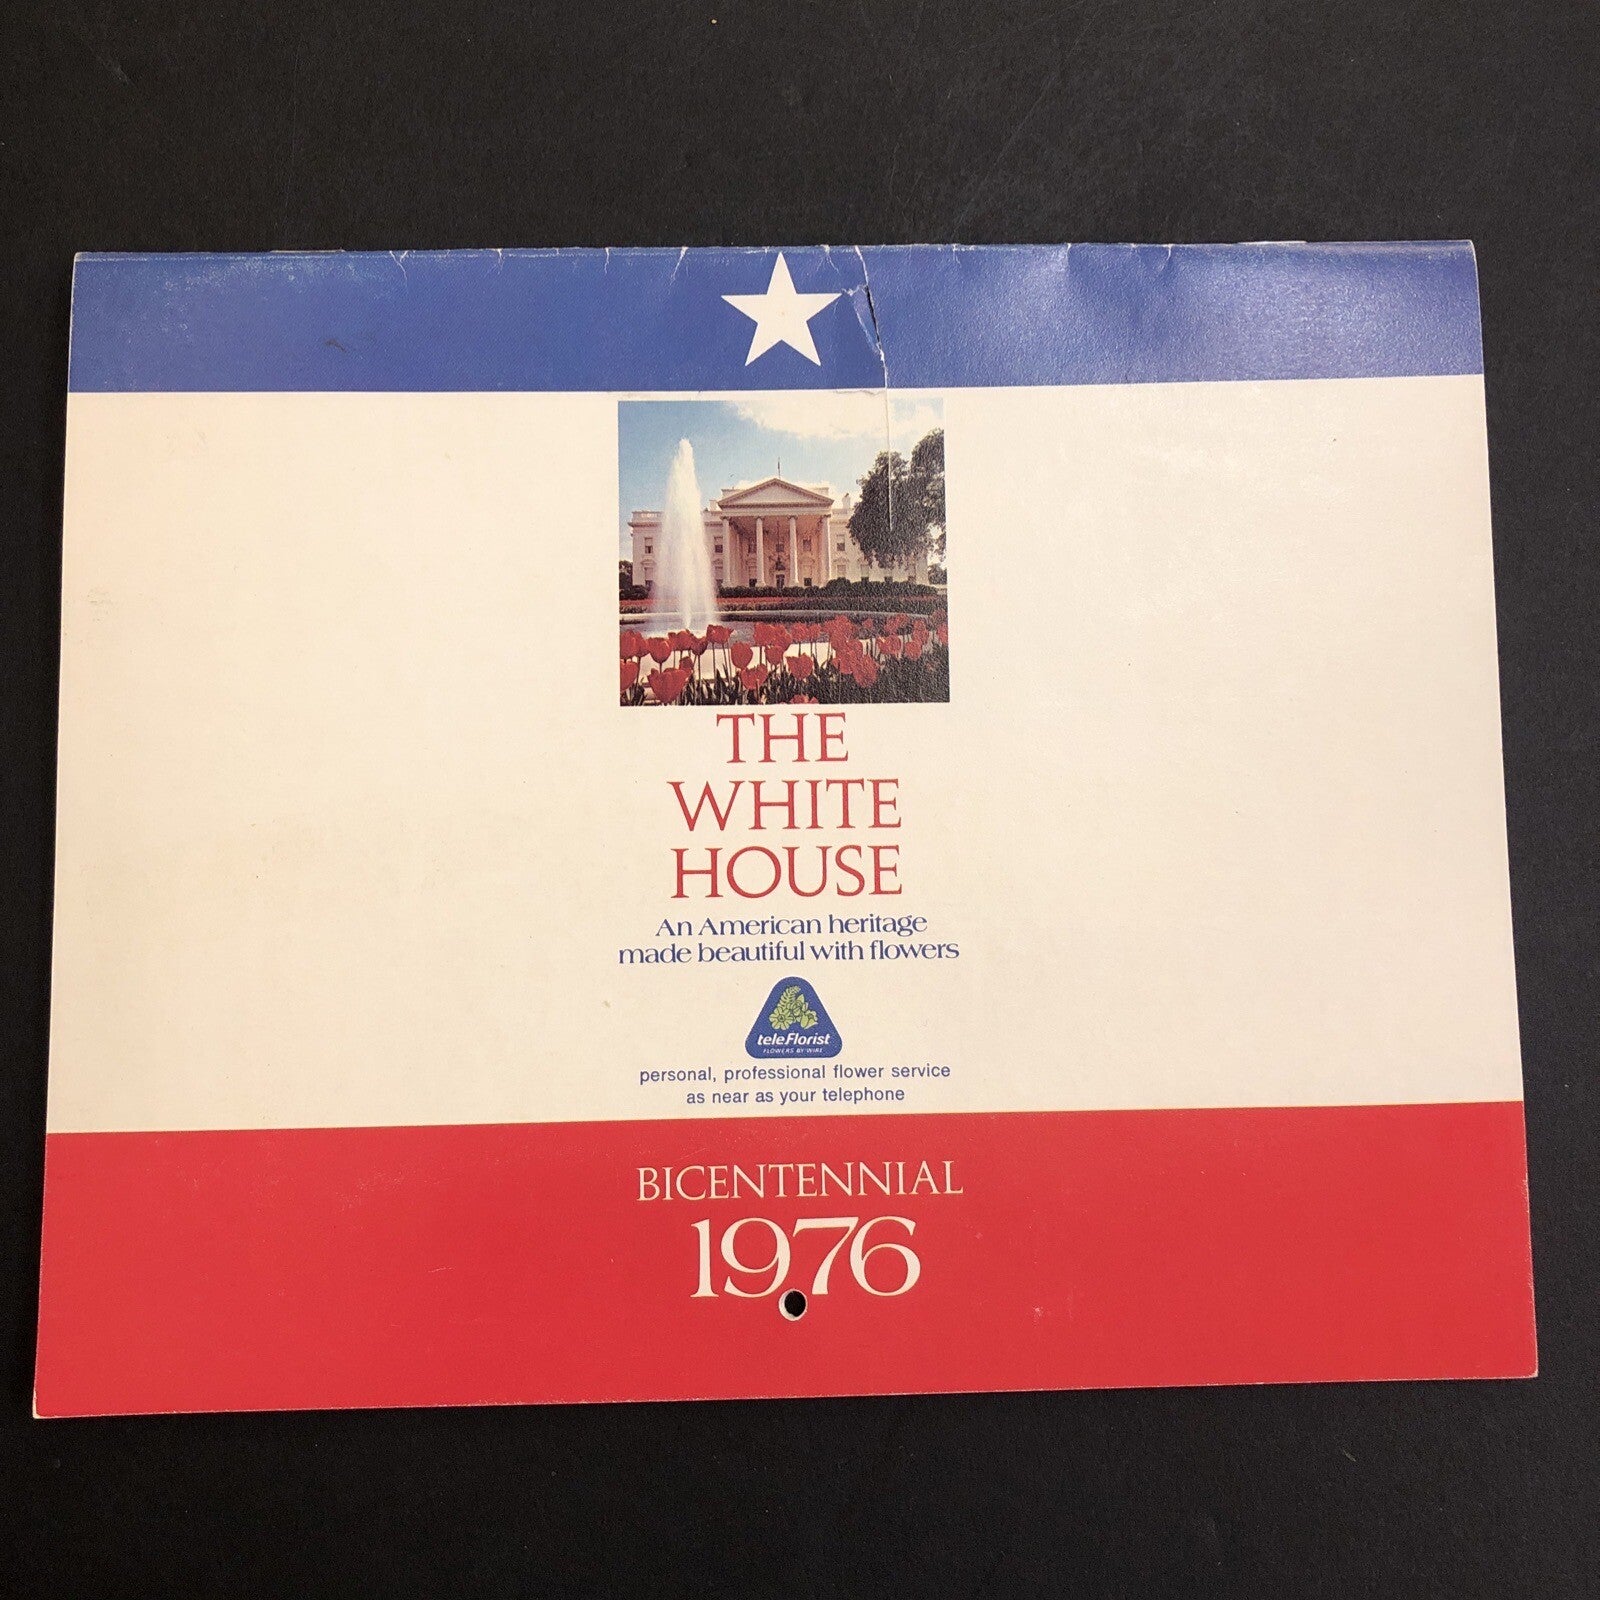 THE
WHITE
HOUSE
An American heritage
made beautiful with flowers
teleFlorist
FLOWERS BY WIRE
personal, professional flower service
as near as your telephone
BICENTENNIAL
1976